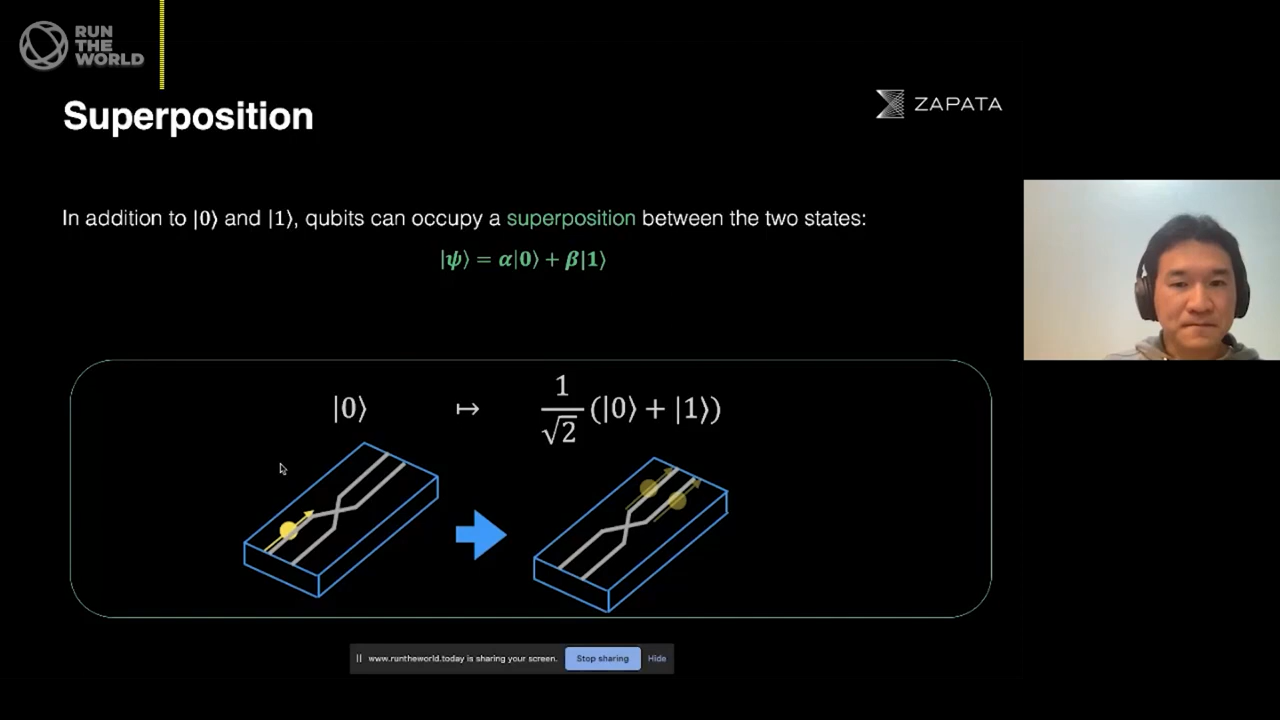 RUN
THE
WORLD
Superposition
ZAPATA
In addition to |0⟩ and |1⟩, qubits can occupy a superposition between the two states:
|ψ⟩ = α|0⟩ + β|1⟩
|0⟩ ↦ 1/√2 (|0⟩ + |1⟩)
www.runtheworld.today is sharing your screen. Stop sharing Hide